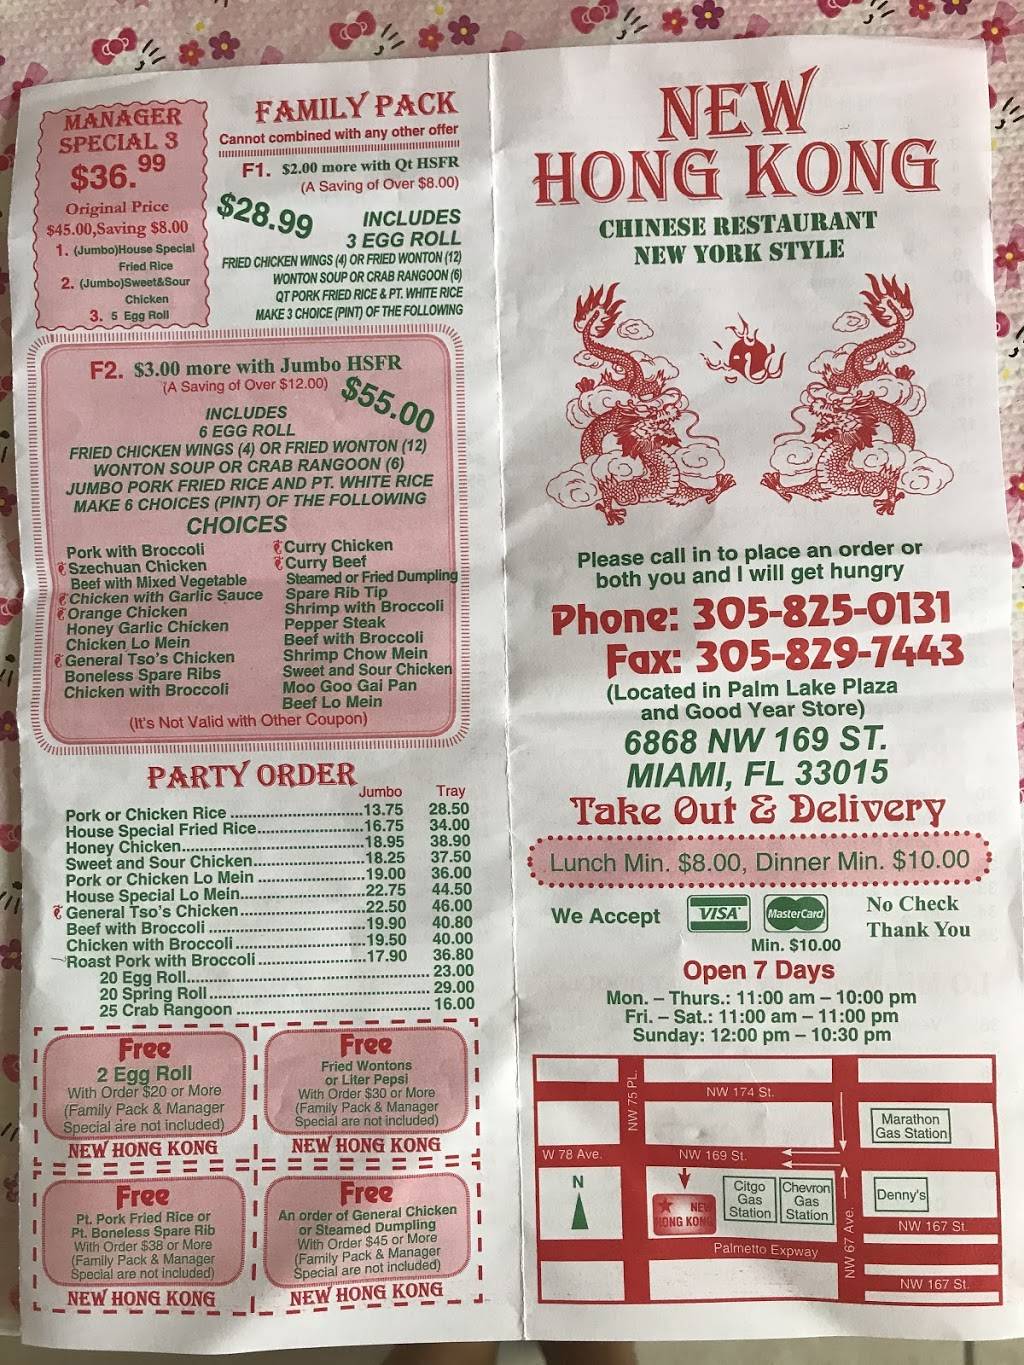 MANAGER
SPECIAL 3
$36.99
Original Price
$45.00,Saving $8.00
1. (Jumbo)House Special
Fried Rice
2. (Jumbo)Sweet&Sour
Chicken
3. 5 Egg Roll
FAMILY PACK
Cannot combined with any other offer
F1. $2.00 more with Qt HSFR
(A Saving of Over $8.00)
$28.99
INCLUDES
3 EGG ROLL
FRIED CHICKEN WINGS (4) OR FRIED WONTON (12)
WONTON SOUP OR CRAB RANGOON (6)
QT PORK FRIED RICE & PT. WHITE RICE
MAKE 3 CHOICE (PINT) OF THE FOLLOWING
F2. $3.00 more with Jumbo HSFR
(A Saving of Over $12.00)
$55.00
INCLUDES
6 EGG ROLL
FRIED CHICKEN WINGS (4) OR FRIED WONTON (12)
WONTON SOUP OR CRAB RANGOON (6)
JUMBO PORK FRIED RICE AND PT. WHITE RICE
MAKE 6 CHOICES (PINT) OF THE FOLLOWING
CHOICES
Pork with Broccoli
Szechuan Chicken
Beef with Mixed Vegetable
Chicken with Garlic Sauce
Orange Chicken
Honey Garlic Chicken
Chicken Lo Mein
General Tso's Chicken
Boneless Spare Ribs
Chicken with Broccoli
Curry Chicken
Curry Beef
Steamed or Fried Dumpling
Spare Rib Tip
Shrimp with Broccoli
Pepper Steak
Beef with Broccoli
Shrimp Chow Mein
Sweet and Sour Chicken
Moo Goo Gai Pan
Beef Lo Mein
(It's Not Valid with Other Coupon)
PARTY ORDER
Jumbo Tray
Pork or Chicken Rice 13.75 28.50
House Special Fried Rice 16.75 34.00
Honey Chicken 18.95 38.90
Sweet and Sour Chicken 18.25 37.50
Pork or Chicken Lo Mein 19.00 36.00
House Special Lo Mein 22.75 44.50
General Tso's Chicken 22.50 46.00
Beef with Broccoli 19.90 40.80
Chicken with Broccoli 19.50 40.00
Roast Pork with Broccoli 17.90 36.80
20 Egg Roll 23.00
20 Spring Roll 29.00
25 Crab Rangoon 16.00
Free
2 Egg Roll
With Order $20 or More
(Family Pack & Manager
Special are not included)
NEW HONG KONG
Free
Fried Wontons
or Liter Pepsi
With Order $30 or More
(Family Pack & Manager
Special are not included)
NEW HONG KONG
Free
Pt. Pork Fried Rice or
Pt. Boneless Spare Rib
With Order $38 or More
(Family Pack & Manager
Special are not included)
NEW HONG KONG
Free
An order of General Chicken
or Steamed Dumpling
With Order $45 or More
(Family Pack & Manager
Special are not included)
NEW HONG KONG
NEW
HONG KONG
CHINESE RESTAURANT
NEW YORK STYLE
Please call in to place an order or
both you and I will get hungry
Phone: 305-825-0131
Fax: 305-829-7443
(Located in Palm Lake Plaza
and Good Year Store)
6868 NW 169 ST.
MIAMI, FL 33015
Take Out & Delivery
Lunch Min. $8.00, Dinner Min. $10.00
We Accept
VISA
MasterCard
Min. $10.00
No Check
Thank You
Open 7 Days
Mon. – Thurs.: 11:00 am – 10:00 pm
Fri. – Sat.: 11:00 am – 11:00 pm
Sunday: 12:00 pm – 10:30 pm
NW 75 PL.
NW 174 St.
Marathon
Gas Station
W 78 Ave.
NW 169 St.
N
NEW
HONG KONG
Citgo
Gas
Station
Chevron
Gas
Station
Denny's
NW 167 St.
Palmetto Expway
NW 67 Ave.
NW 167 St.